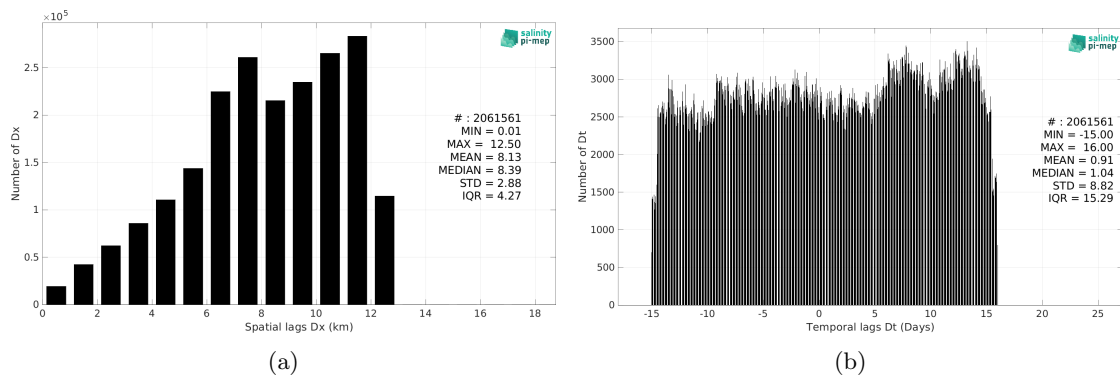 ×10⁵
2.5
2
1.5
1
0.5
0
0 2 4 6 8 10 12 14 16 18
Number of Dx
Spatial lags Dx (km)
salinity
pi-mep
# : 2061561
MIN = 0.01
MAX = 12.50
MEAN = 8.13
MEDIAN = 8.39
STD = 2.88
IQR = 4.27
(a)
3500
3000
2500
2000
1500
1000
500
0
-15 -10 -5 0 5 10 15 20 25
Number of Dt
Temporal lags Dt (Days)
salinity
pi-mep
# : 2061561
MIN = -15.00
MAX = 16.00
MEAN = 0.91
MEDIAN = 1.04
STD = 8.82
IQR = 15.29
(b)